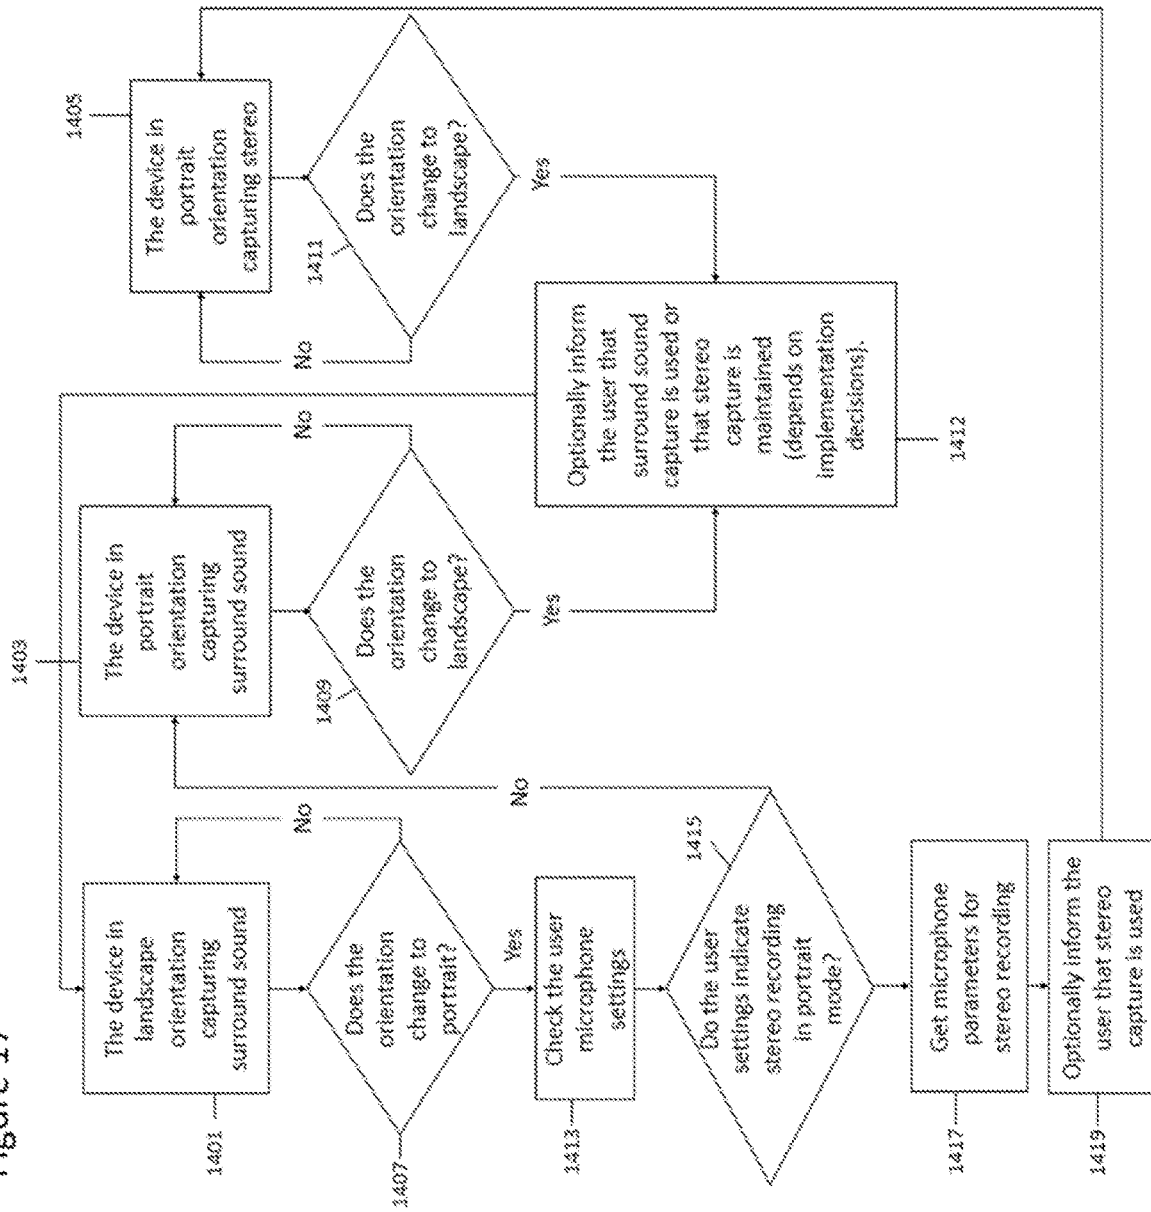 Figure 17
1401
The device in
landscape
orientation
capturing
surround sound
1407
Does the
orientation
change to
portrait?
No
Yes
1413
Check the user
microphone
settings
1415
Do the user
settings indicate
stereo recording
in portrait
mode?
No
1417
Get microphone
parameters for
stereo recording
1419
Optionally inform the
user that stereo
capture is used
1403
The device in
portrait
orientation
capturing
surround sound
1409
Does the
orientation
change to
landscape?
No
Yes
1405
The device in
portrait
orientation
capturing stereo
1411
Does the
orientation
change to
landscape?
No
Yes
Optionally inform
the user that
surround sound
capture is used or
that stereo
capture is
maintained
(depends on
implementation
decisions).
1412